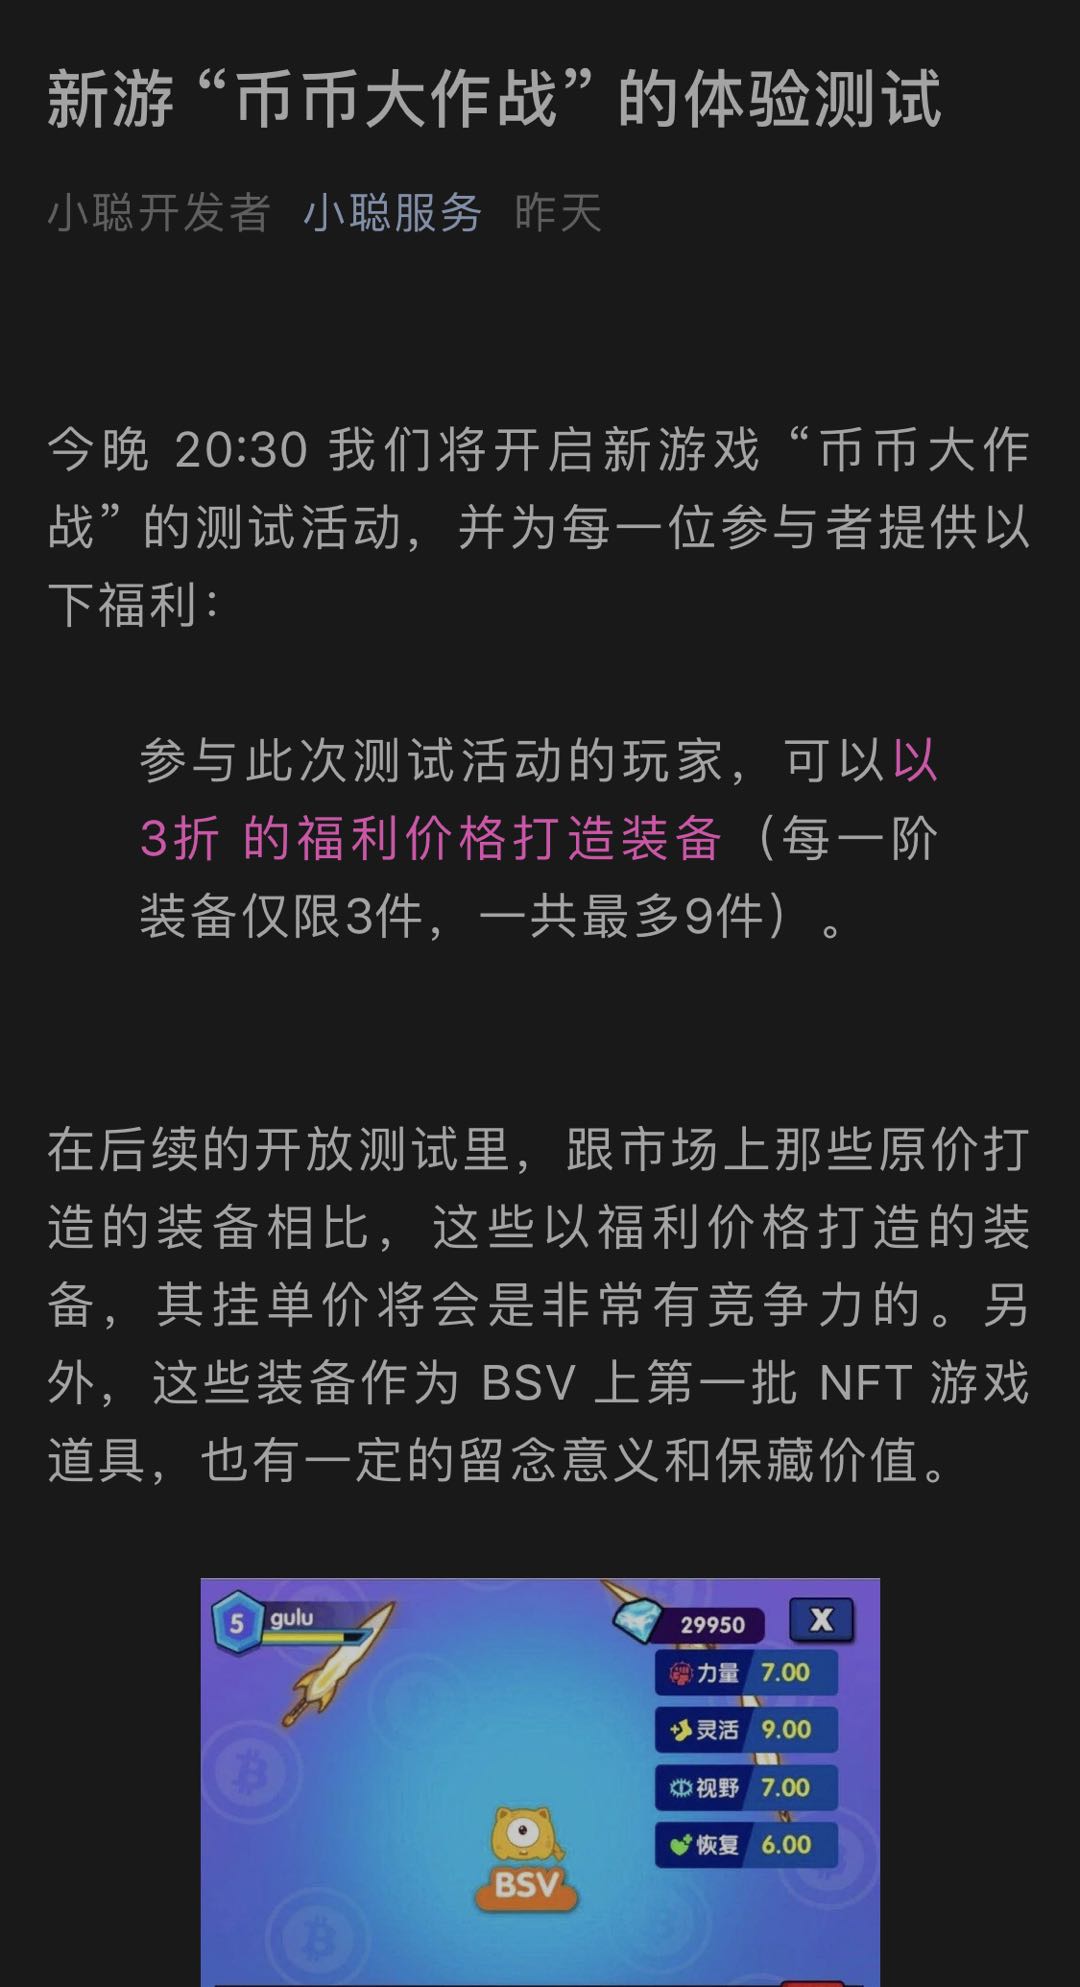 新游 “币币大作战” 的体验测试
小聪开发者 小聪服务 昨天
今晚 20:30 我们将开启新游戏 “币币大作
战” 的测试活动，并为每一位参与者提供以
下福利：
参与此次测试活动的玩家，可以以
3折 的福利价格打造装备（每一阶
装备仅限3件，一共最多9件）。
在后续的开放测试里，跟市场上那些原价打
造的装备相比，这些以福利价格打造的装
备，其挂单价将会是非常有竞争力的。另
外，这些装备作为 BSV 上第一批 NFT 游戏
道具，也有一定的留念意义和保藏价值。
5 gulu 29950 X
力量 7.00
灵活 9.00
视野 7.00
恢复 6.00
BSV